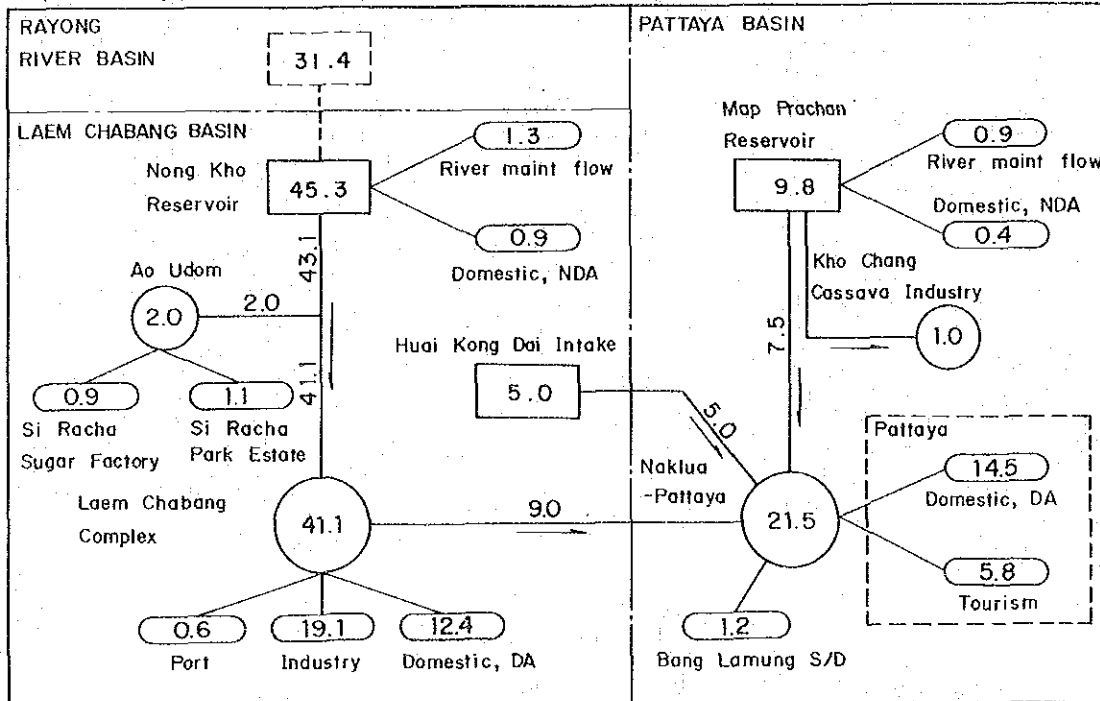 RAYONG
RIVER BASIN
31.4
PATTAYA BASIN
LAEM CHABANG BASIN
Nong Kho
Reservoir
45.3
1.3
River maint flow
0.9
Domestic, NDA
43.1
Ao Udom
2.0
2.0
41.1
0.9
Si Racha
Sugar Factory
1.1
Si Racha
Park Estate
Laem Chabang
Complex
41.1
9.0
0.6
Port
19.1
Industry
12.4
Domestic, DA
Huai Kong Dai Intake
5.0
5.0
Map Prachan
Reservoir
9.8
0.9
River maint flow
Domestic, NDA
0.4
Kho Chang
Cassava Industry
1.0
7.5
Naklua
-Pattaya
21.5
Pattaya
14.5
Domestic, DA
5.8
Tourism
1.2
Bang Lamung S/D